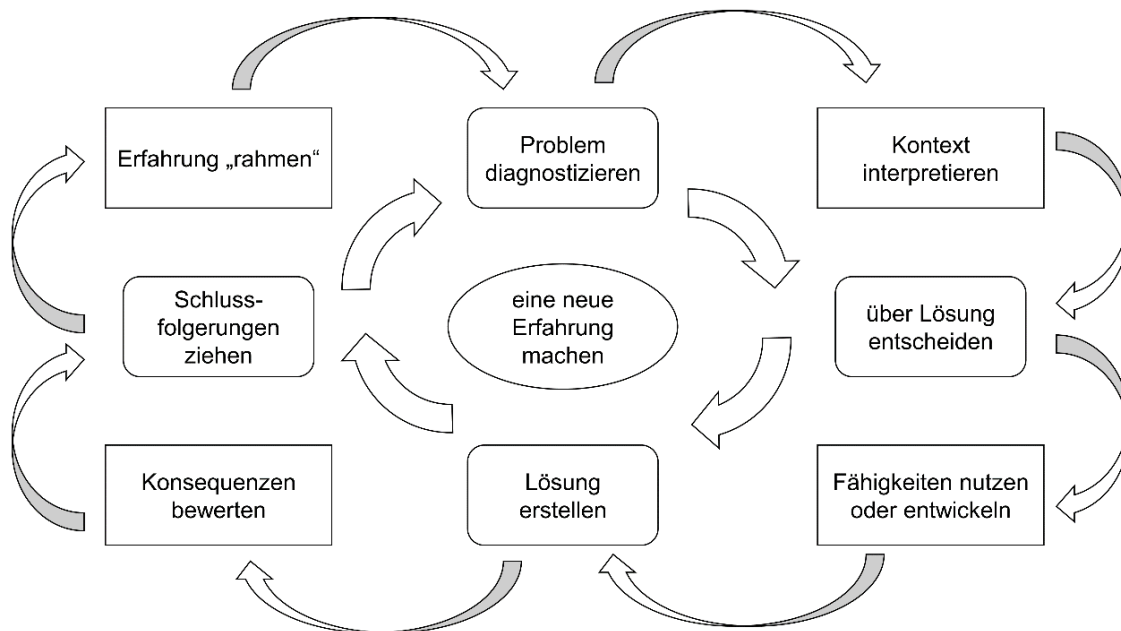 Erfahrung „rahmen“
Problem
diagnostizieren
Kontext
interpretieren
Schluss-
folgerungen
ziehen
eine neue
Erfahrung
machen
über Lösung
entscheiden
Konsequenzen
bewerten
Lösung
erstellen
Fähigkeiten nutzen
oder entwickeln